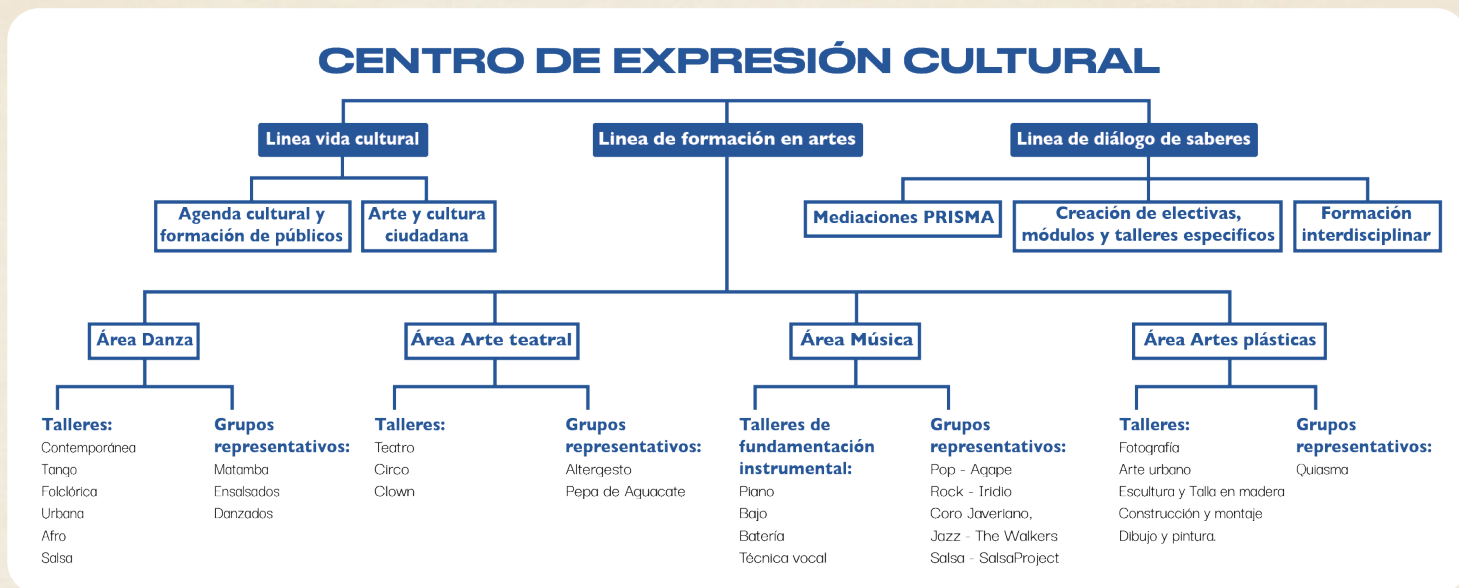 CENTRO DE EXPRESIÓN CULTURAL
Linea vida cultural
Linea de formación en artes
Linea de diálogo de saberes
Agenda cultural y
formación de públicos
Arte y cultura
ciudadana
Mediaciones PRISMA
Creación de electivas,
módulos y talleres especificos
Formación
interdisciplinar
Área Danza
Área Arte teatral
Área Música
Área Artes plásticas
Talleres:
Contemporánea
Tango
Folclórica
Urbana
Afro
Salsa
Grupos
representativos:
Matamba
Ensalsados
Danzados
Talleres:
Teatro
Circo
Clown
Grupos
representativos:
Altergesto
Pepa de Aguacate
Talleres de
fundamentación
instrumental:
Piano
Bajo
Batería
Técnica vocal
Grupos
representativos:
Pop - Agape
Rock - Iridio
Coro Javeriano,
Jazz - The Walkers
Salsa - SalsaProject
Talleres:
Fotografía
Arte urbano
Escultura y Talla en madera
Construcción y montaje
Dibujo y pintura.
Grupos
representativos:
Quiasma